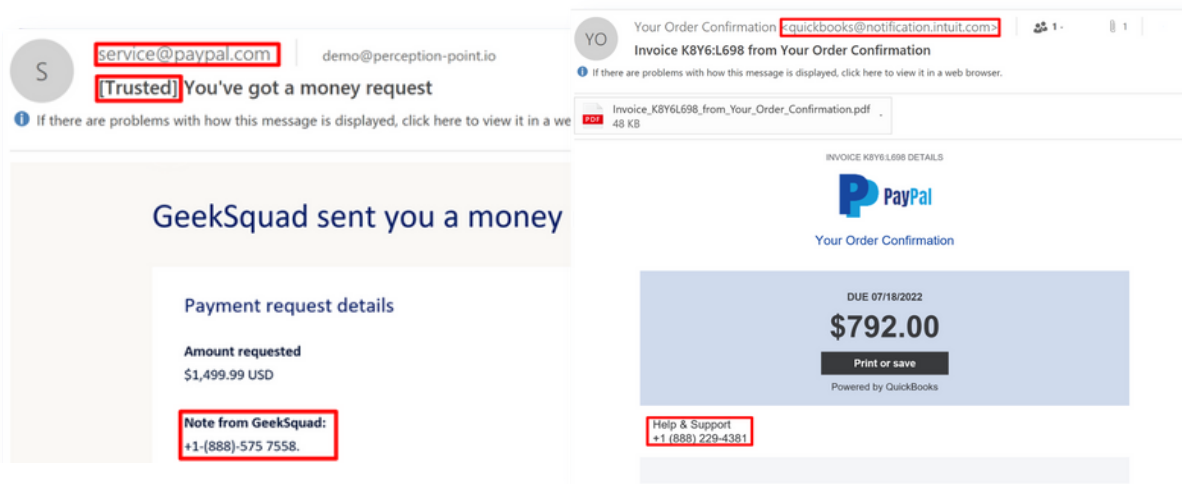 S
service@paypal.com
demo@perception-point.io
[Trusted] You've got a money request
If there are problems with how this message is displayed, click here to view it in a we
GeekSquad sent you a money
Payment request details
Amount requested
$1,499.99 USD
Note from GeekSquad:
+1-(888)-575 7558.
YO
Your Order Confirmation <quickbooks@notification.intuit.com>
1
1
Invoice K8Y6:L698 from Your Order Confirmation
If there are problems with how this message is displayed, click here to view it in a web browser.
PDF
Invoice_K8Y6L698_from_Your_Order_Confirmation.pdf
48 KB
INVOICE K8Y6:L698 DETAILS
PayPal
Your Order Confirmation
DUE 07/18/2022
$792.00
Print or save
Powered by QuickBooks
Help & Support
+1 (888) 229-4381